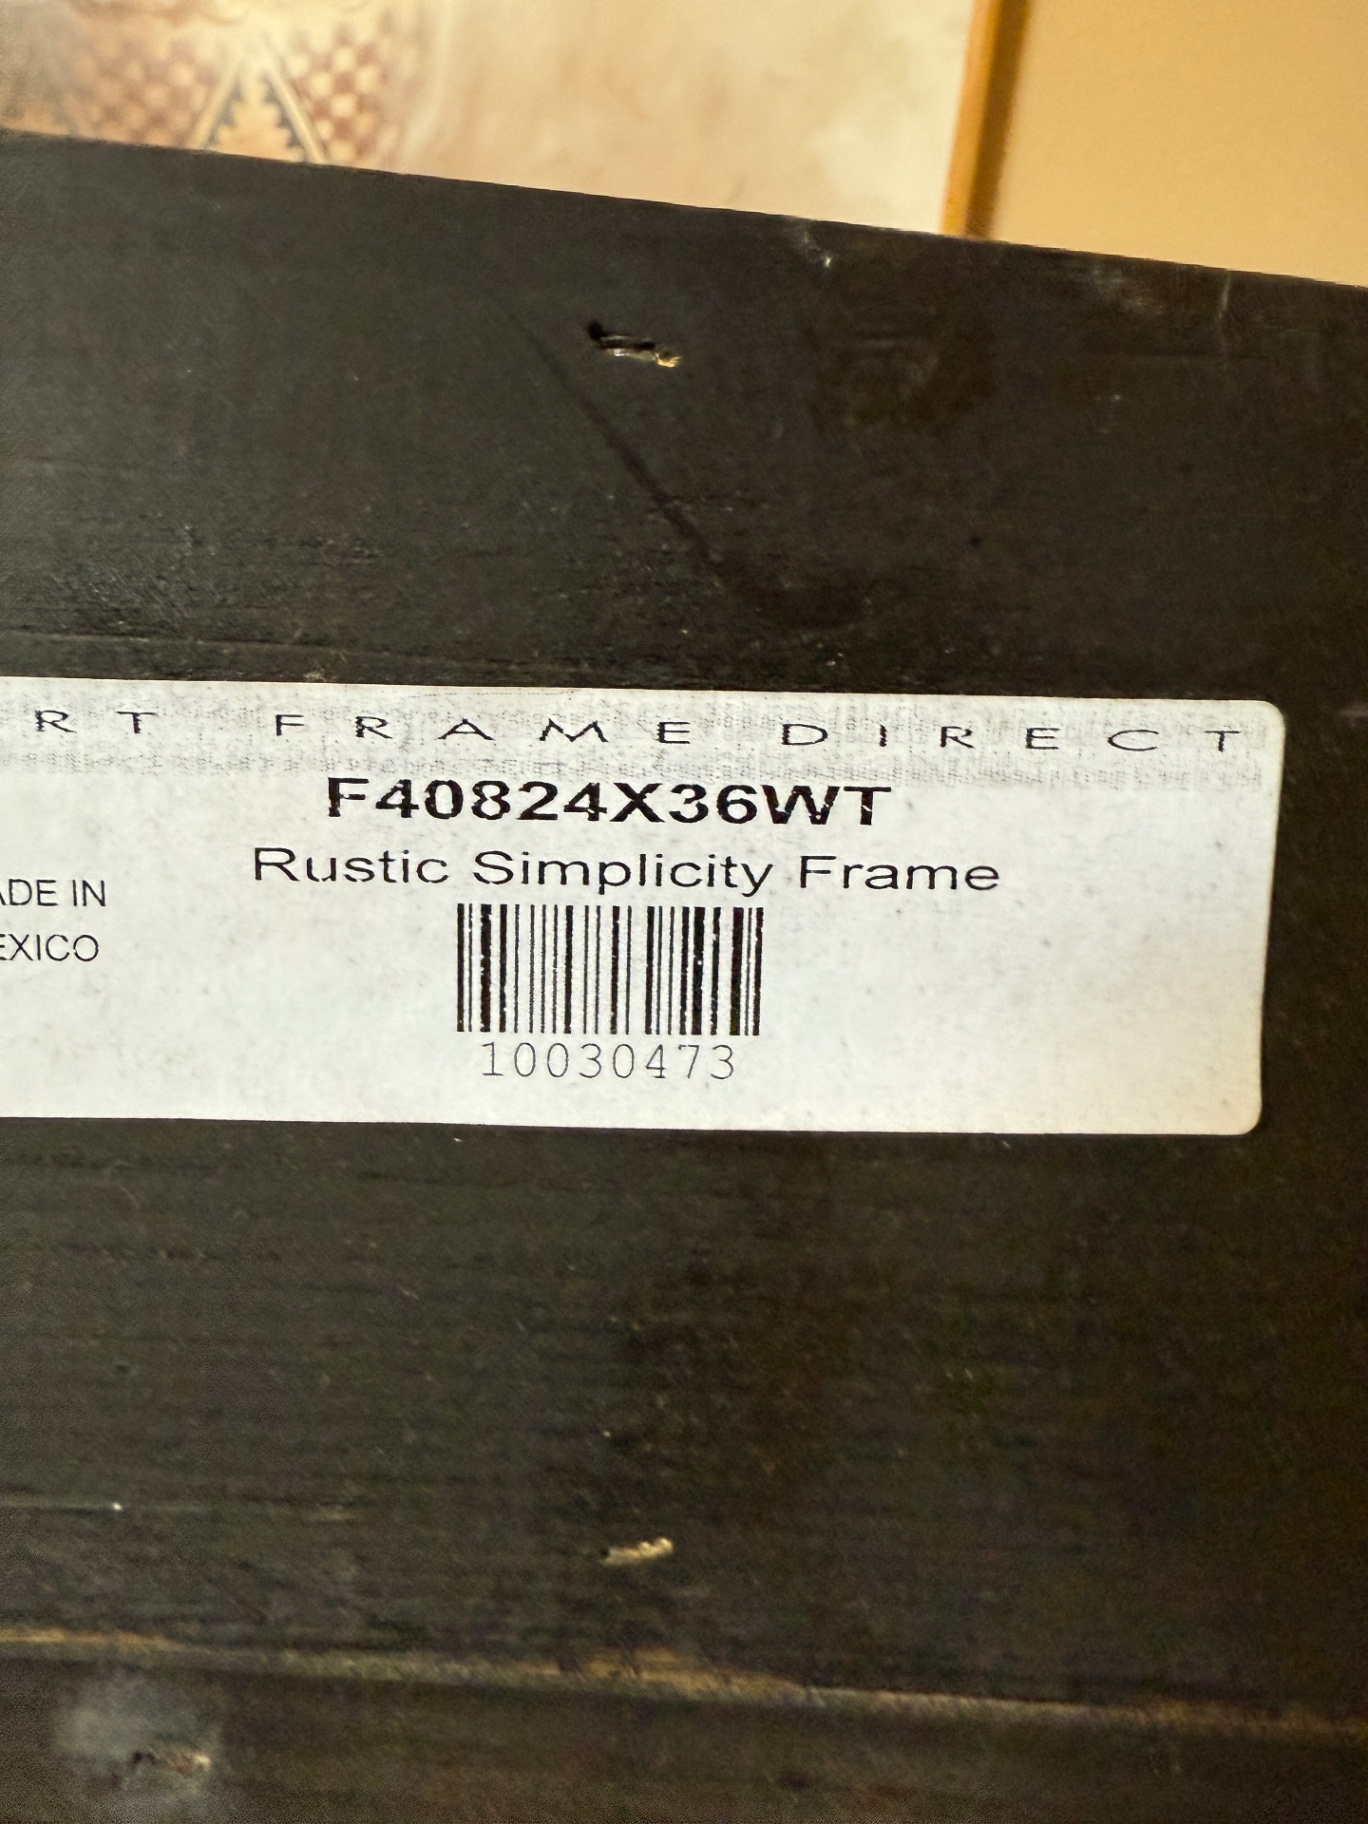 RT FRAME DIRECT
F40824X36WT
Rustic Simplicity Frame
ADE IN
EXICO
10030473